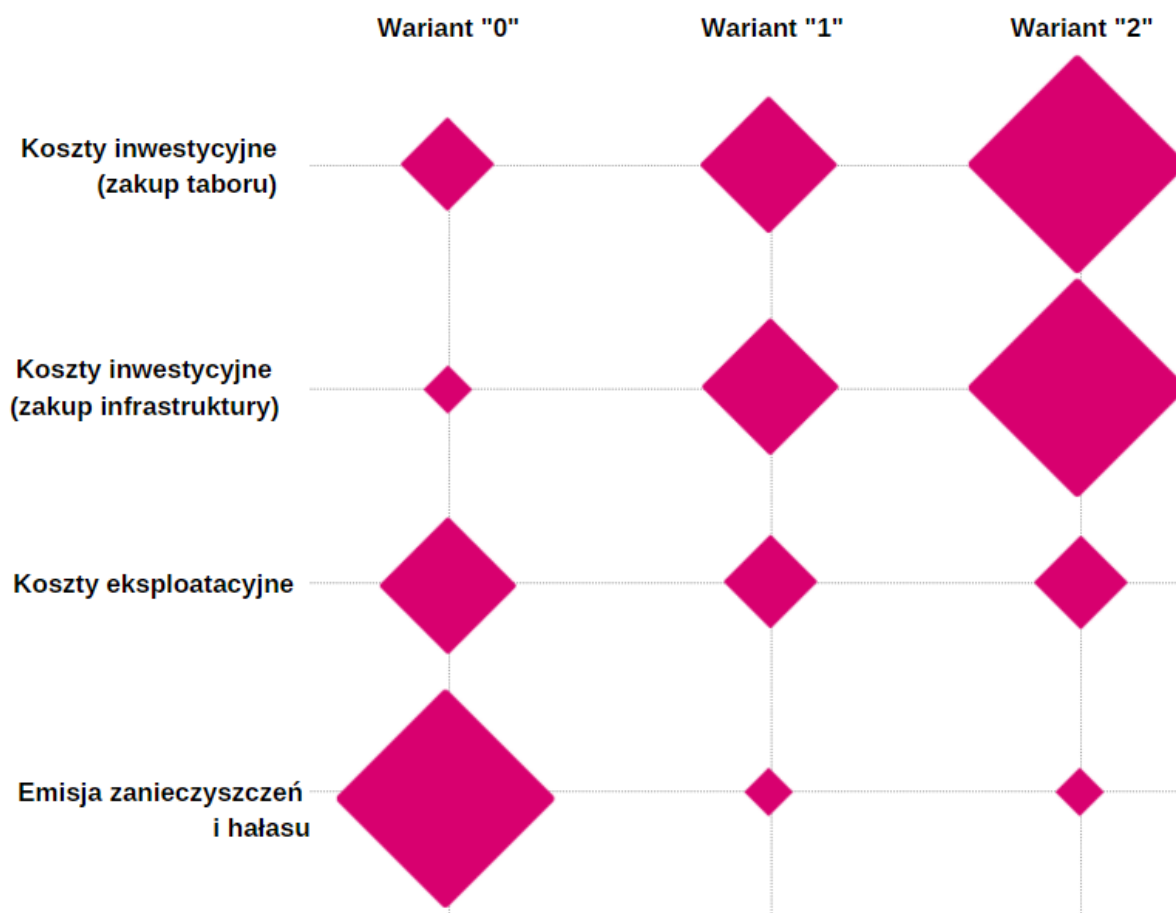 Wariant "0"
Wariant "1"
Wariant "2"
Koszty inwestycyjne
(zakup taboru)
Koszty inwestycyjne
(zakup infrastruktury)
Koszty eksploatacyjne
Emisja zanieczyszczeń
i hałasu